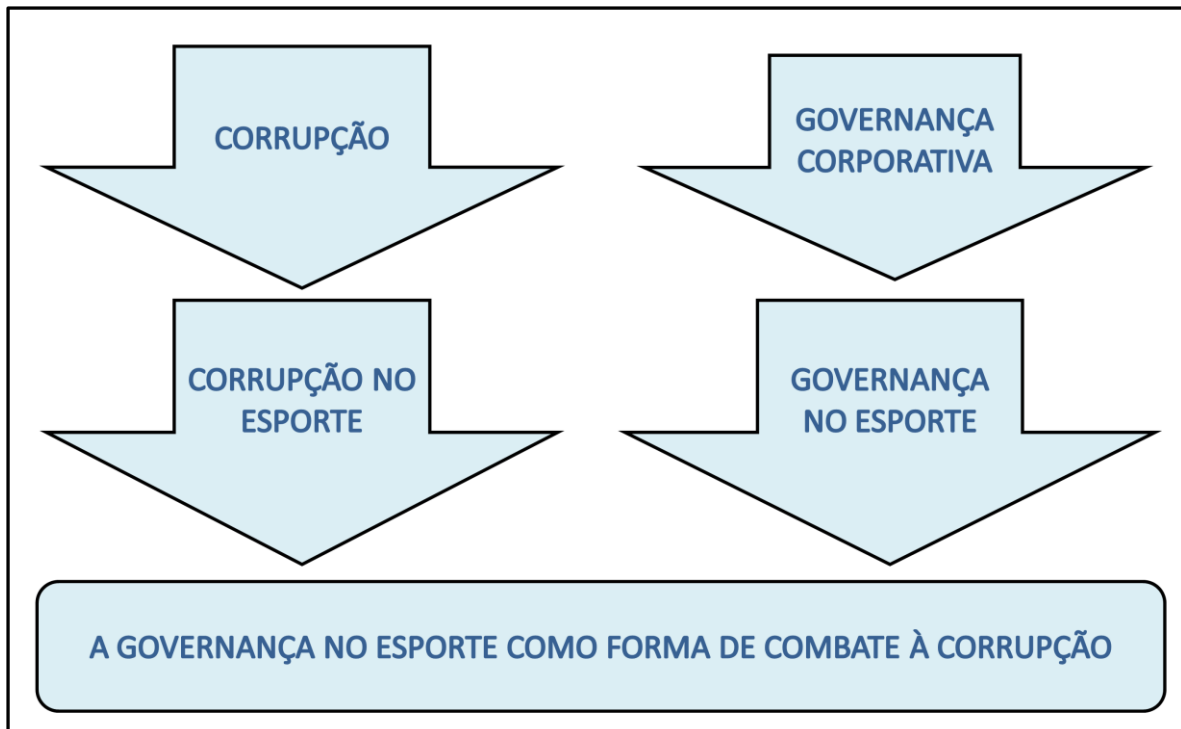 CORRUPÇÃO
GOVERNANÇA
CORPORATIVA
CORRUPÇÃO NO
ESPORTE
GOVERNANÇA
NO ESPORTE
A GOVERNANÇA NO ESPORTE COMO FORMA DE COMBATE À CORRUPÇÃO